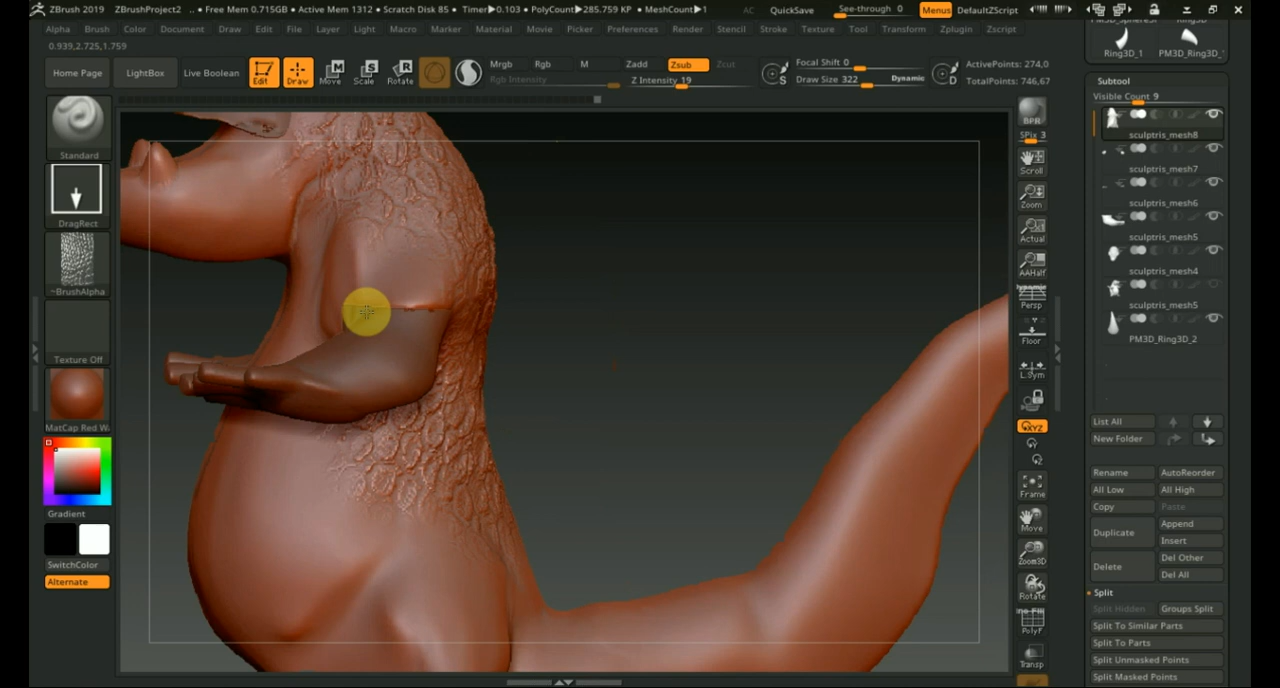 ZBrush 2019 ZBrushProject2 .. • Free Mem 0.715GB • Active Mem 1312 • Scratch Disk 85 • Timer▶0.103 • PolyCount▶285.759 KP • MeshCount▶1 AC QuickSave See-through 0 Menus DefaultZScript
Alpha Brush Color Document Draw Edit File Layer Light Macro Marker Material Movie Picker Preferences Render Stencil Stroke Texture Tool Transform Zplugin Zscript
0.939,2.725,1.759
Home Page LightBox Live Boolean Edit Draw Move Scale Rotate
Mrgb Rgb M Zadd Zsub Zcut
Rgb Intensity Z Intensity 19
Focal Shift 0
Draw Size 322 Dynamic
S
D
ActivePoints: 274,0
TotalPoints: 746,67
Standard
DragRect
~BrushAlpha
Texture Off
MatCap Red W
Gradient
SwitchColor
Alternate
BPR
SPix 3
Scroll
Zoom
Actual
AAHalf
Dynamic
Persp
Floor
L.Sym
XYZ
Frame
Move
Zoom3D
Rotate
PolyF
Transp
Ring3D_1 PM3D_Ring3D_
Subtool
Visible Count 9
sculptris_mesh8
sculptris_mesh7
sculptris_mesh6
sculptris_mesh5
sculptris_mesh4
sculptris_mesh5
PM3D_Ring3D_2
List All
New Folder
Rename AutoReorder
All Low All High
Copy Paste
Duplicate
Append
Insert
Delete
Del Other
Del All
Split
Split Hidden Groups Split
Split To Similar Parts
Split To Parts
Split Unmasked Points
Split Masked Points